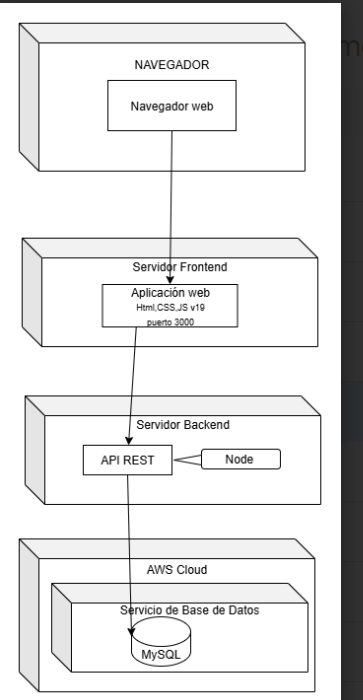 NAVEGADOR
Navegador web
Servidor Frontend
Aplicación web
Html,CSS,JS v19
puerto 3000
Servidor Backend
API REST
Node
AWS Cloud
Servicio de Base de Datos
MySQL